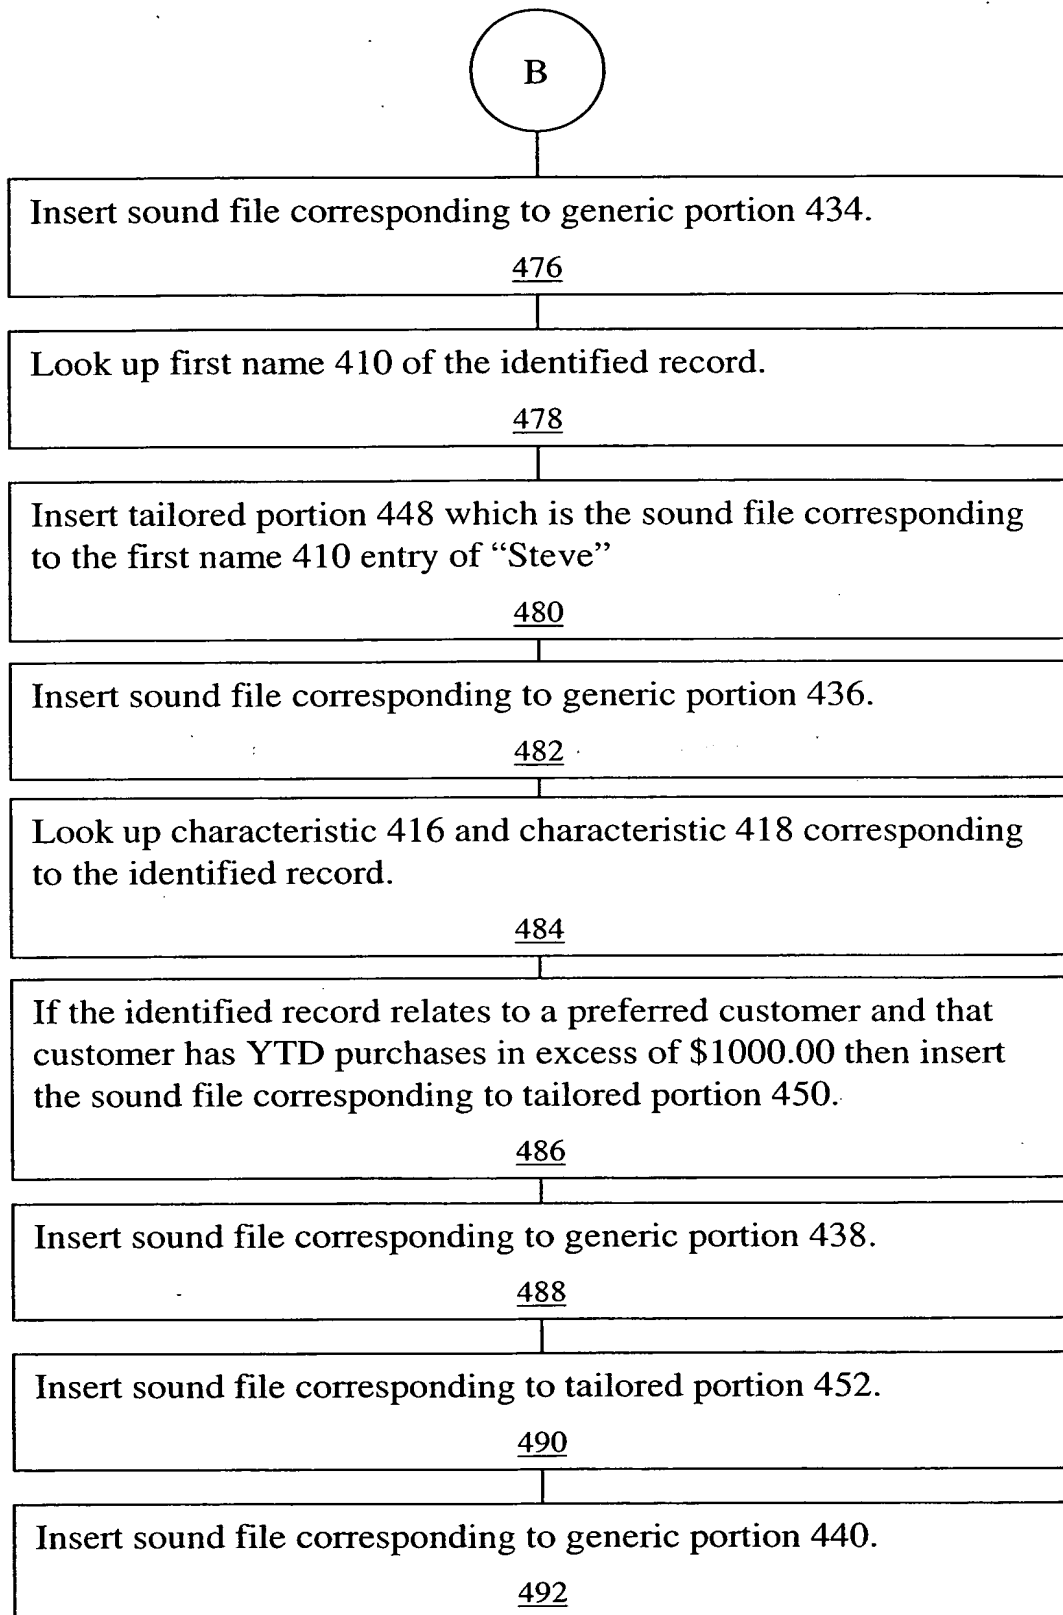 B
Insert sound file corresponding to generic portion 434.
476
Look up first name 410 of the identified record.
478
Insert tailored portion 448 which is the sound file corresponding
to the first name 410 entry of “Steve”
480
Insert sound file corresponding to generic portion 436.
482
Look up characteristic 416 and characteristic 418 corresponding
to the identified record.
484
If the identified record relates to a preferred customer and that
customer has YTD purchases in excess of $1000.00 then insert
the sound file corresponding to tailored portion 450.
486
Insert sound file corresponding to generic portion 438.
488
Insert sound file corresponding to tailored portion 452.
490
Insert sound file corresponding to generic portion 440.
492